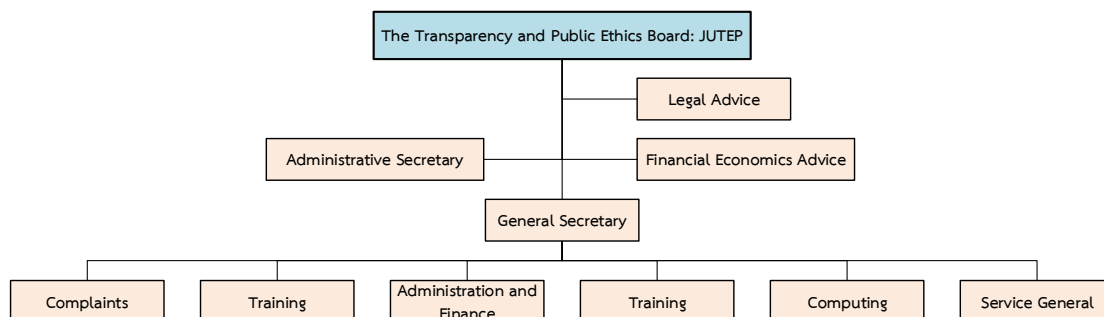 The Transparency and Public Ethics Board: JUTEP
Legal Advice
Administrative Secretary
Financial Economics Advice
General Secretary
Complaints
Training
Administration and
Finance
Training
Computing
Service General